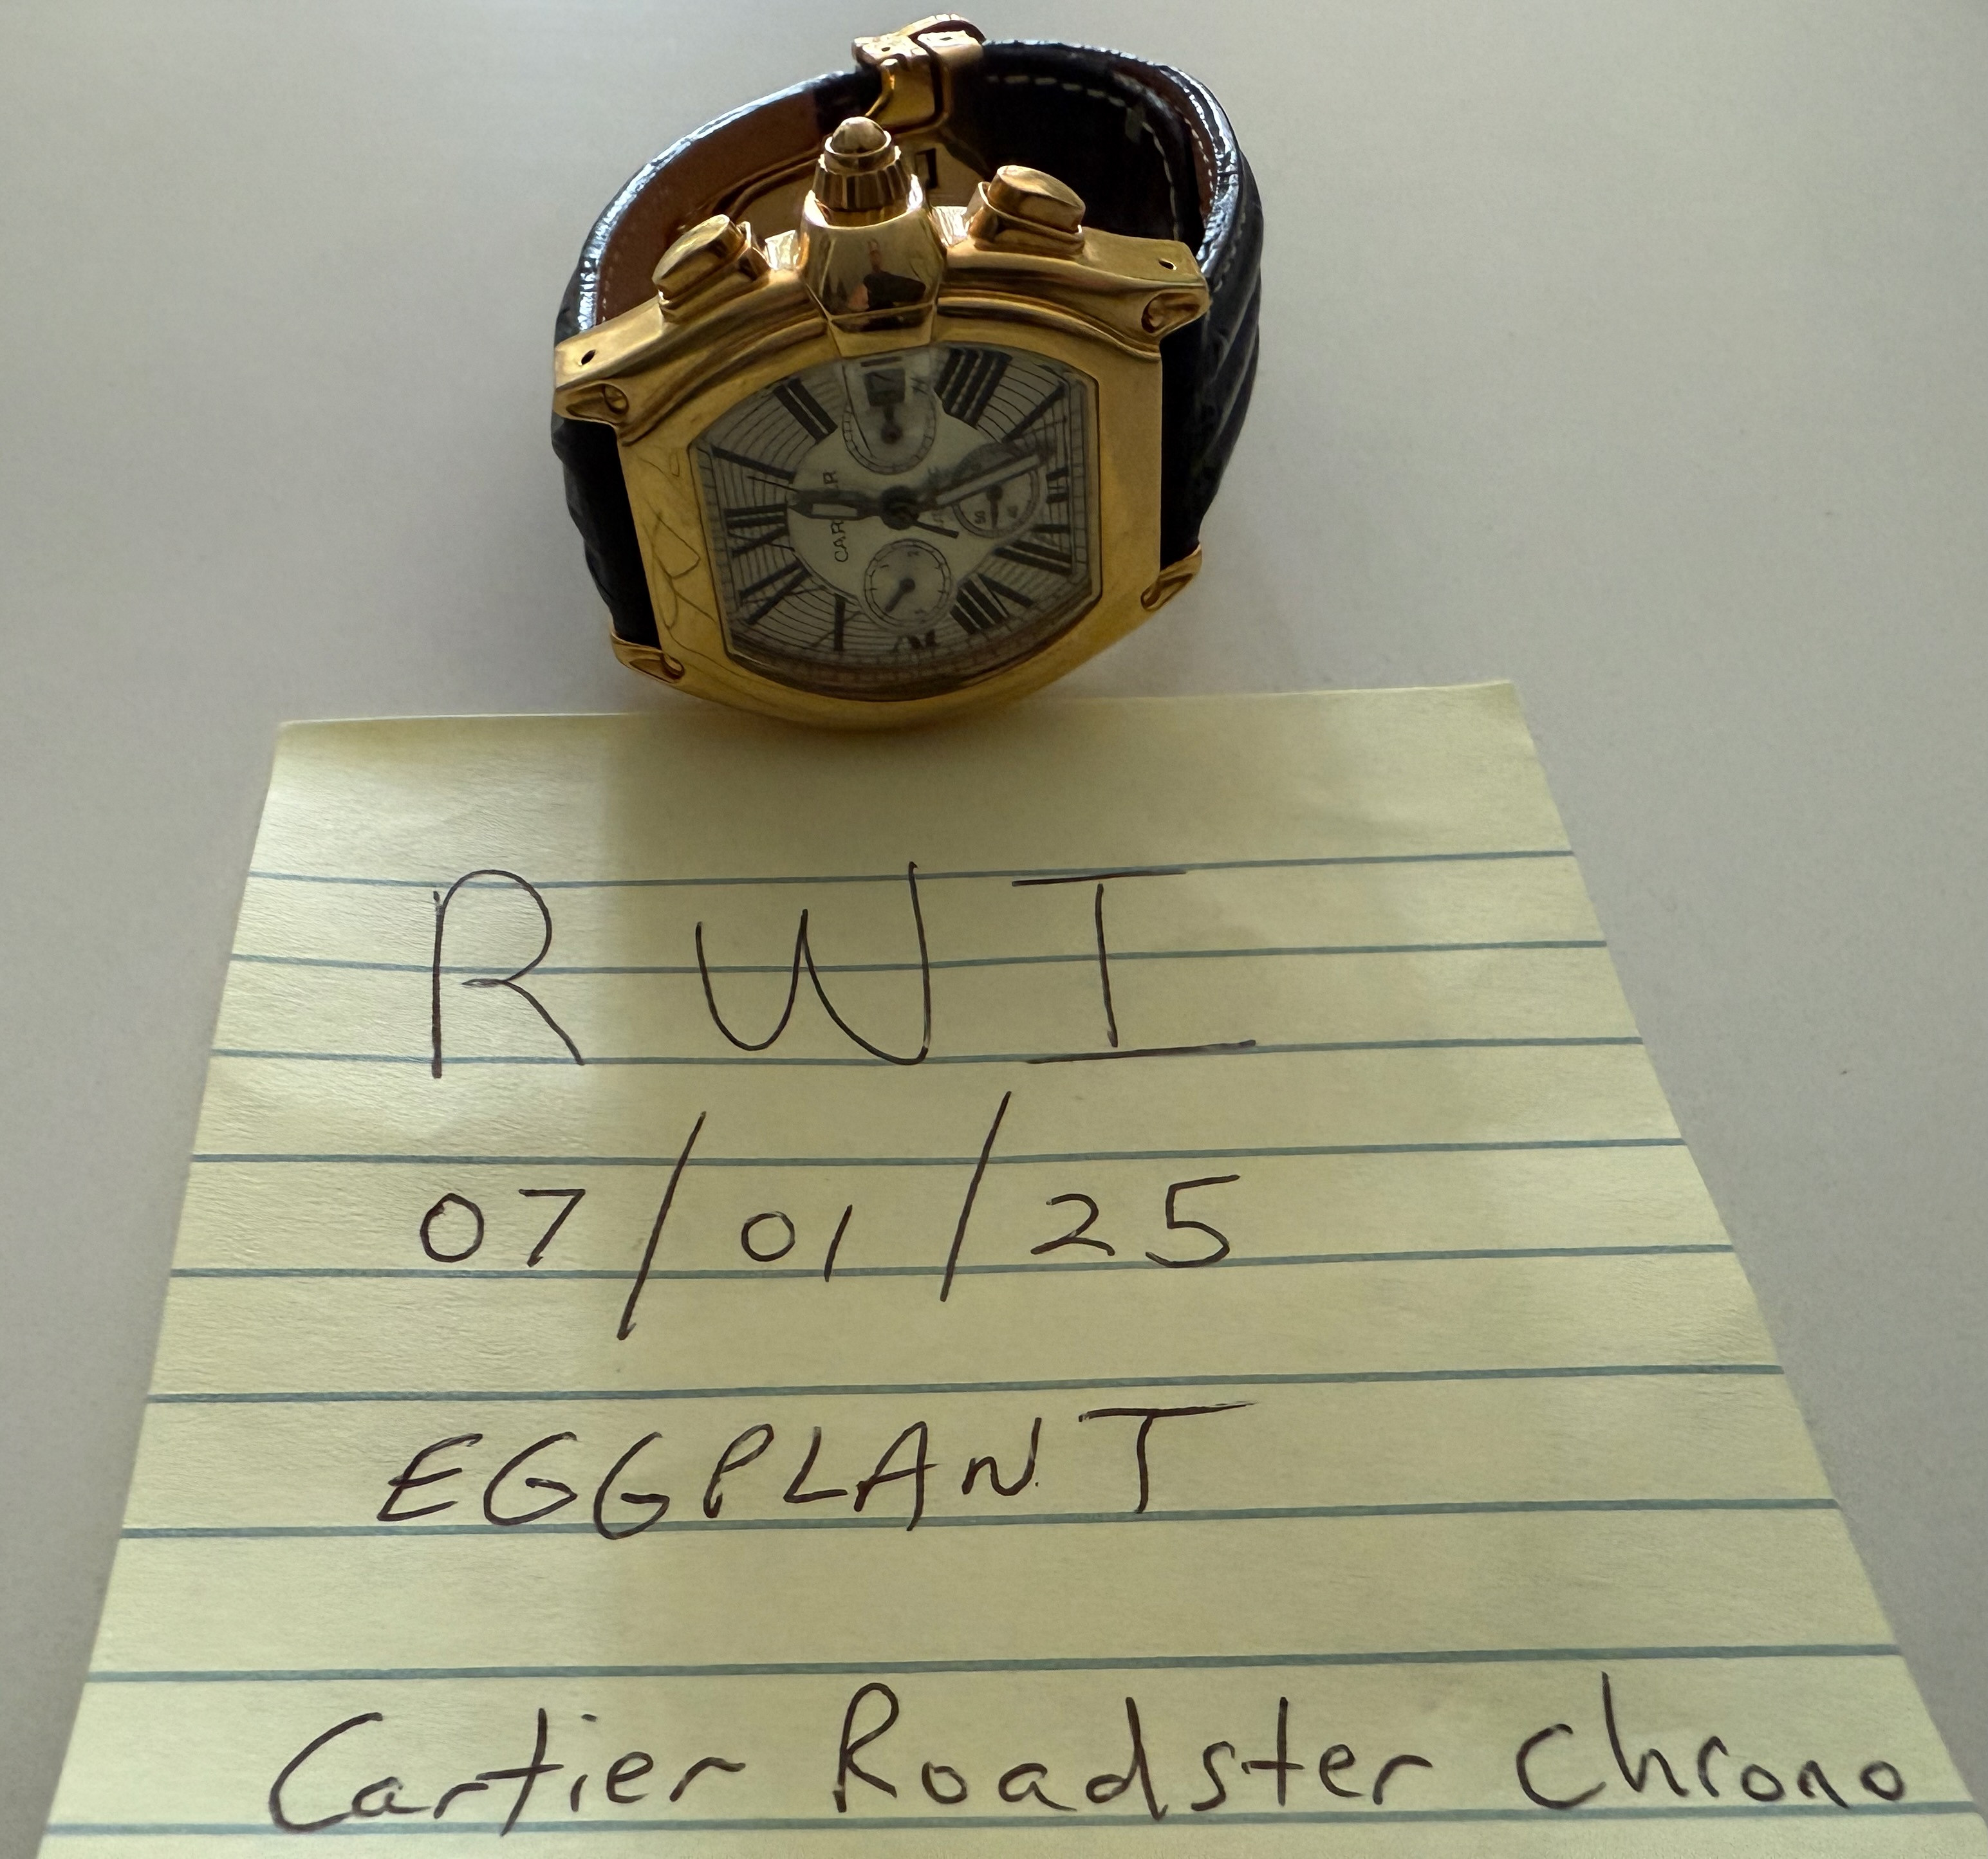 CARTIER
RWI
07/01/25
EGGPLANT
Cartier Roadster Chrono